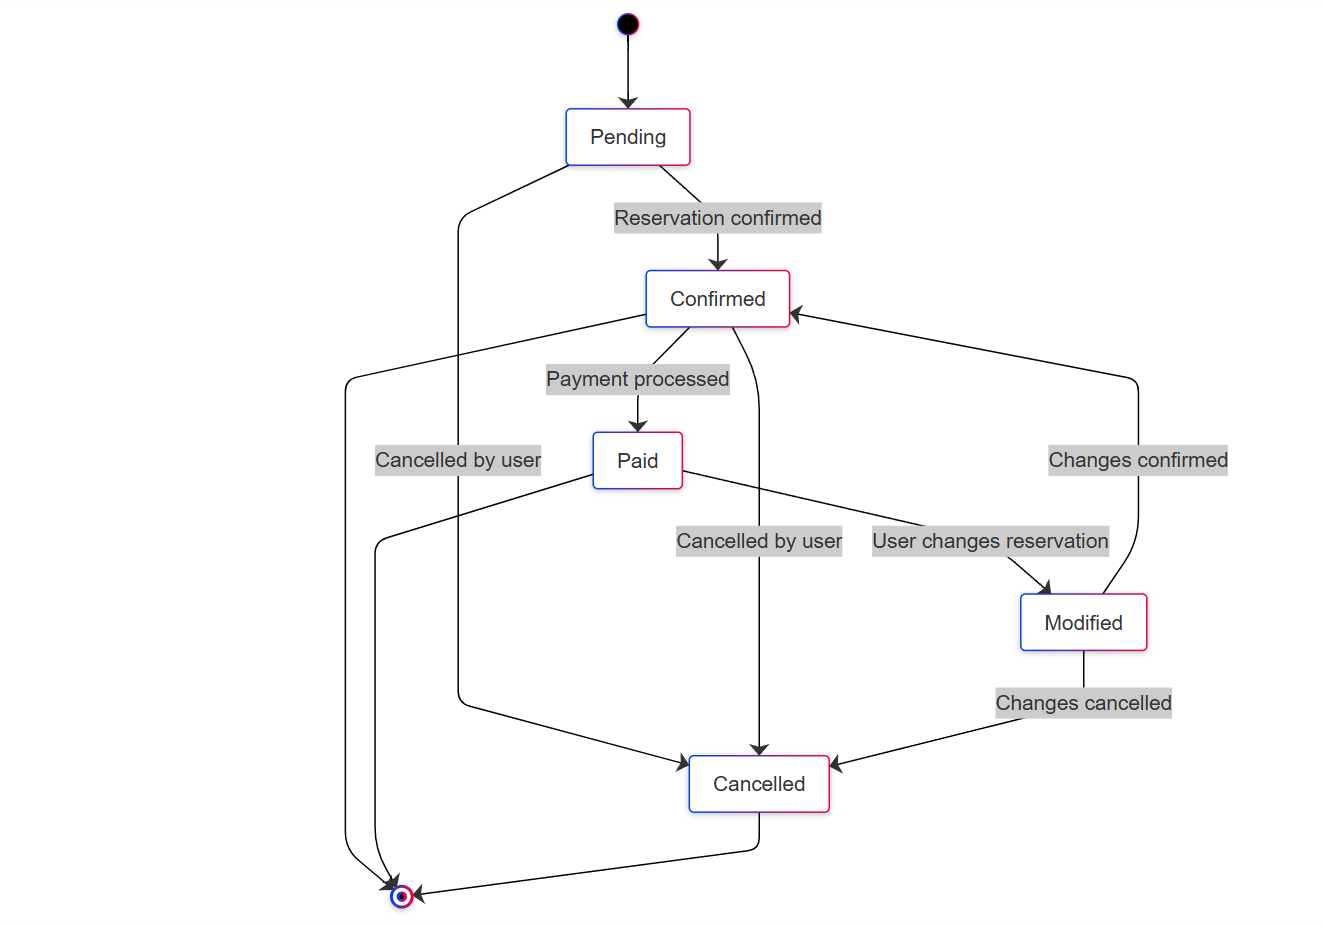 Pending
Reservation confirmed
Confirmed
Payment processed
Cancelled by user
Paid
Changes confirmed
Cancelled by user
User changes reservation
Modified
Changes cancelled
Cancelled